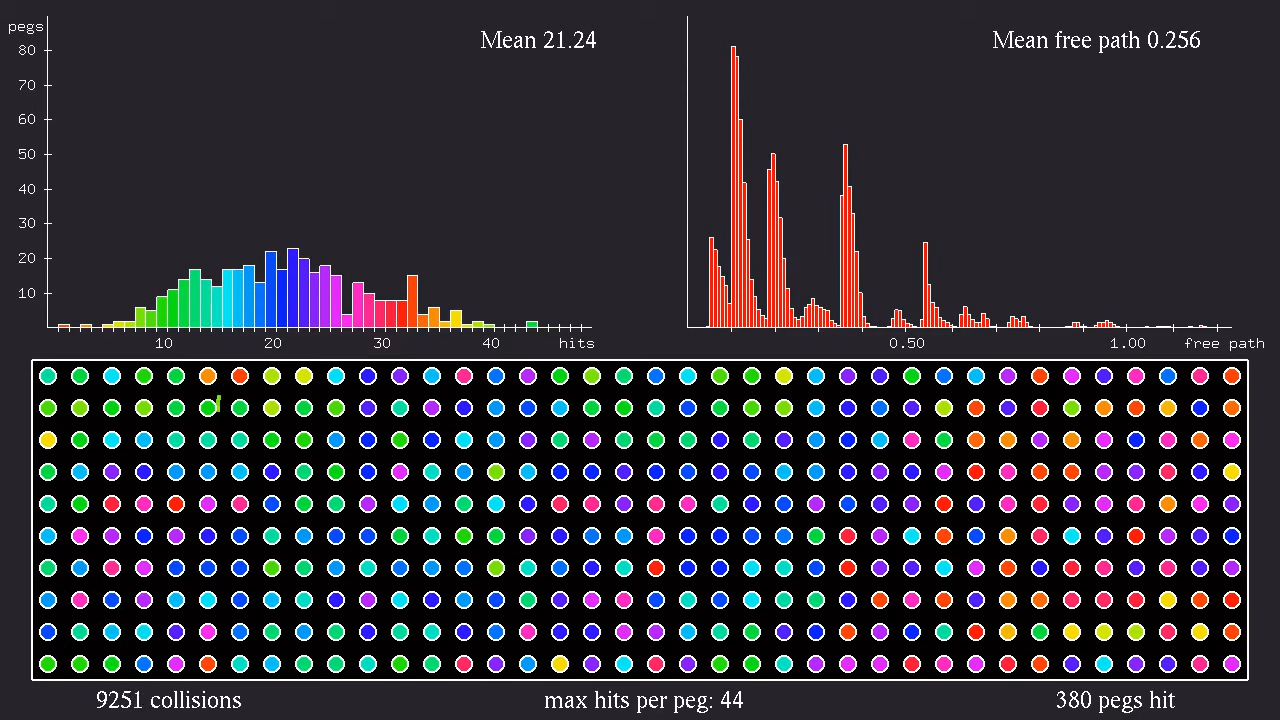 pegs
Mean 21.24
Mean free path 0.256
80
70
60
50
40
30
20
10
10 20 30 40 hits
0.50 1.00 free path
9251 collisions
max hits per peg: 44
380 pegs hit